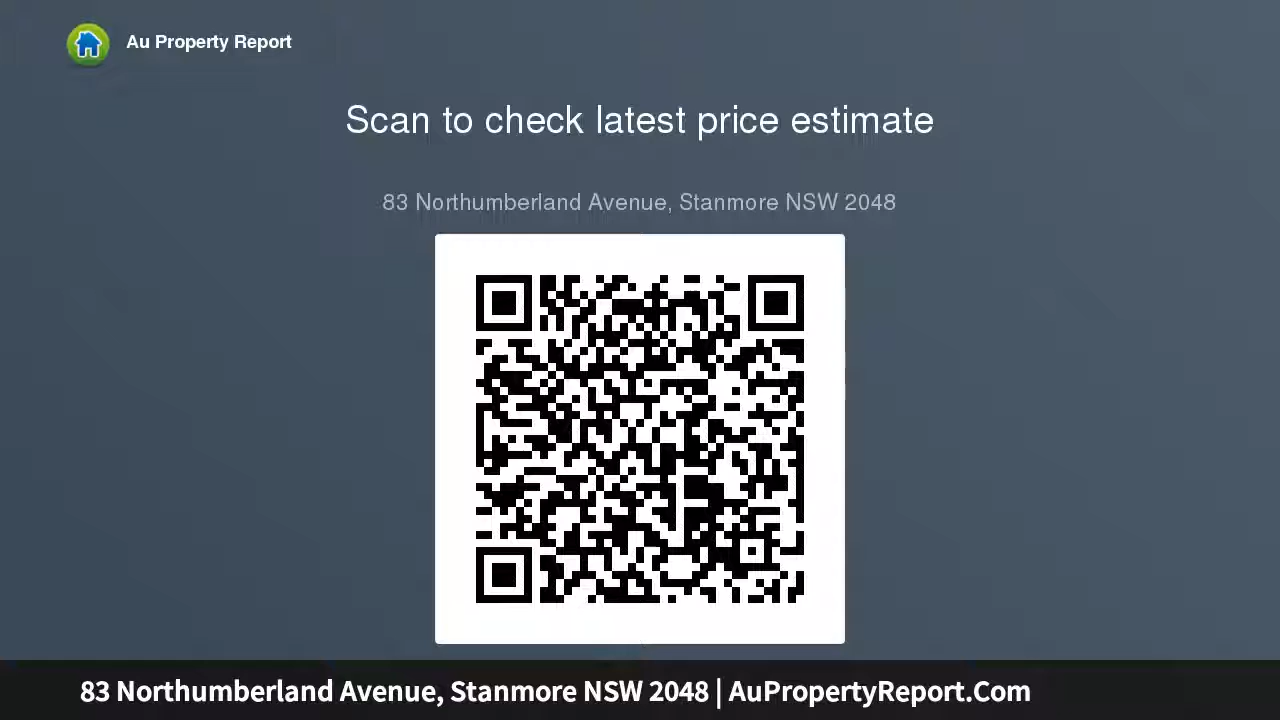 Au Property Report
Scan to check latest price estimate
83 Northumberland Avenue, Stanmore NSW 2048
83 Northumberland Avenue, Stanmore NSW 2048 | AuPropertyReport.Com